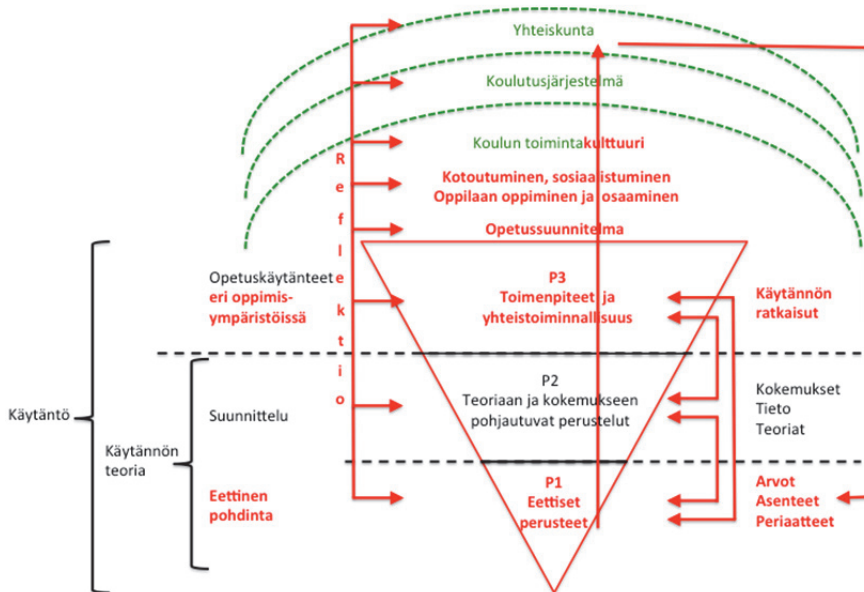 Yhteiskunta
Koulutusjärjestelmä
Koulun toimintakulttuuri
Kotoutuminen, sosiaalistuminen
Oppilaan oppiminen ja osaaminen
Opetussuunnitelma
Reflektio
Opetuskäytänteet
eri oppimis-
ympäristöissä
P3
Toimenpiteet ja
yhteistoiminnallisuus
Käytännön
ratkaisut
Käytäntö
Käytännön
teoria
Suunnittelu
P2
Teoriaan ja kokemukseen
pohjautuvat perustelut
Kokemukset
Tieto
Teoriat
Eettinen
pohdinta
P1
Eettiset
perusteet
Arvot
Asenteet
Periaatteet